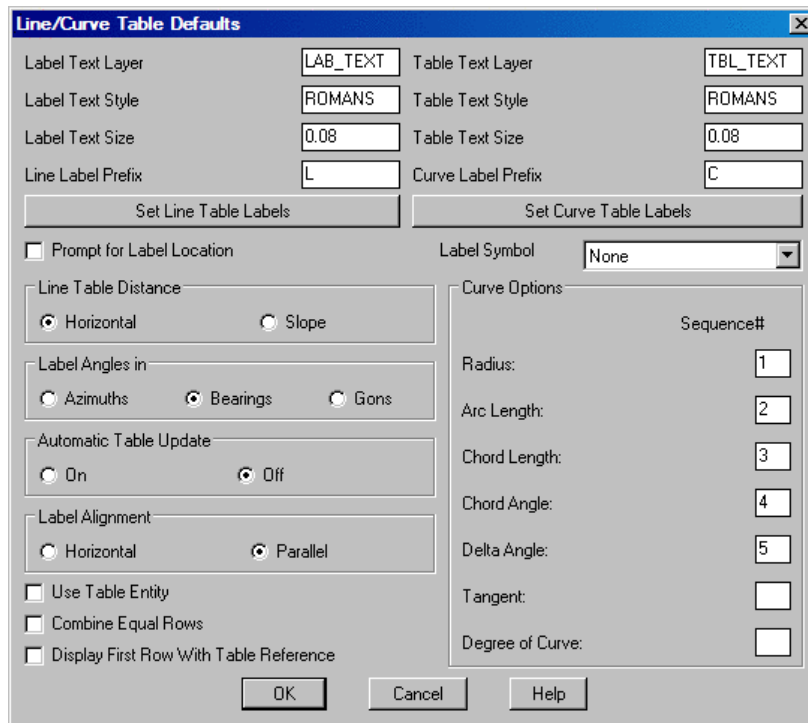 Line/Curve Table Defaults
Label Text Layer LAB_TEXT Table Text Layer TBL_TEXT
Label Text Style ROMANS Table Text Style ROMANS
Label Text Size 0.08 Table Text Size 0.08
Line Label Prefix L Curve Label Prefix C
Set Line Table Labels Set Curve Table Labels
Prompt for Label Location Label Symbol None
Line Table Distance
Horizontal Slope
Label Angles in
Azimuths Bearings Gons
Automatic Table Update
On Off
Label Alignment
Horizontal Parallel
Use Table Entity
Combine Equal Rows
Display First Row With Table Reference
Curve Options
Sequence#
Radius: 1
Arc Length: 2
Chord Length: 3
Chord Angle: 4
Delta Angle: 5
Tangent:
Degree of Curve:
OK Cancel Help